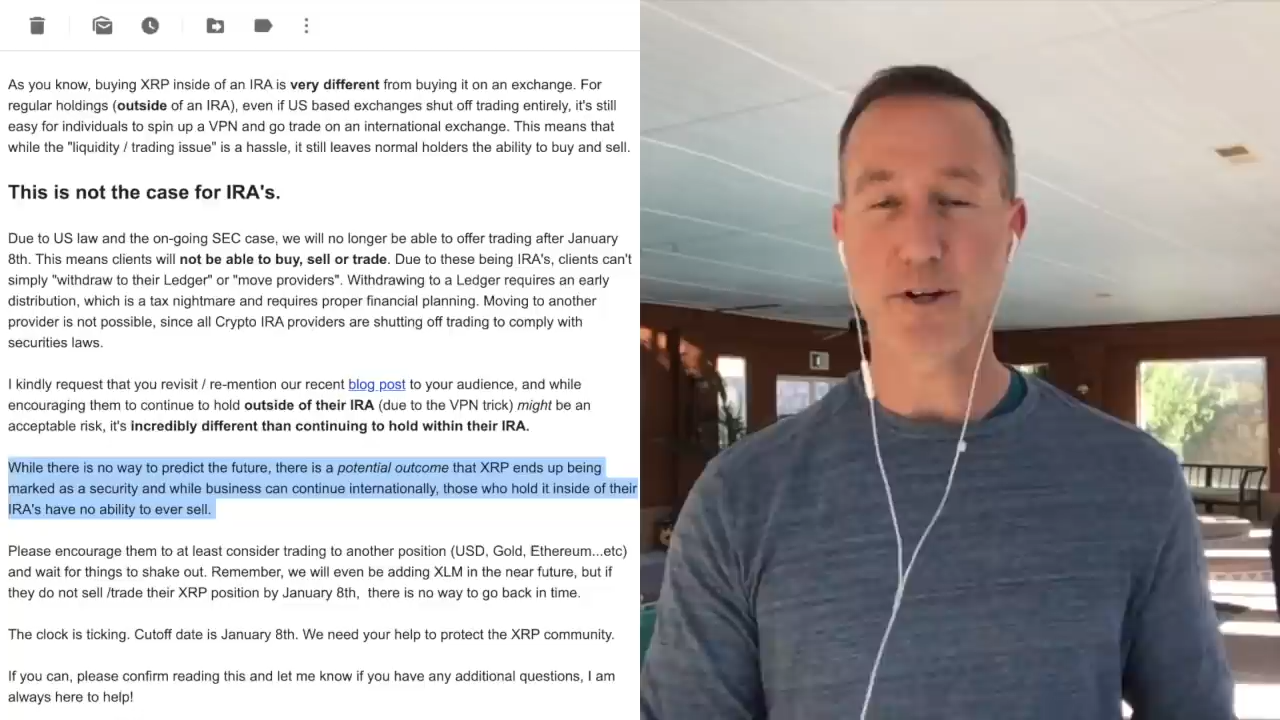 As you know, buying XRP inside of an IRA is very different from buying it on an exchange. For
regular holdings (outside of an IRA), even if US based exchanges shut off trading entirely, it's still
easy for individuals to spin up a VPN and go trade on an international exchange. This means that
while the "liquidity / trading issue" is a hassle, it still leaves normal holders the ability to buy and sell.
This is not the case for IRA's.
Due to US law and the on-going SEC case, we will no longer be able to offer trading after January
8th. This means clients will not be able to buy, sell or trade. Due to these being IRA's, clients can't
simply "withdraw to their Ledger" or "move providers". Withdrawing to a Ledger requires an early
distribution, which is a tax nightmare and requires proper financial planning. Moving to another
provider is not possible, since all Crypto IRA providers are shutting off trading to comply with
securities laws.
I kindly request that you revisit / re-mention our recent blog post to your audience, and while
encouraging them to continue to hold outside of their IRA (due to the VPN trick) might be an
acceptable risk, it's incredibly different than continuing to hold within their IRA.
While there is no way to predict the future, there is a potential outcome that XRP ends up being
marked as a security and while business can continue internationally, those who hold it inside of their
IRA's have no ability to ever sell.
Please encourage them to at least consider trading to another position (USD, Gold, Ethereum...etc)
and wait for things to shake out. Remember, we will even be adding XLM in the near future, but if
they do not sell /trade their XRP position by January 8th, there is no way to go back in time.
The clock is ticking. Cutoff date is January 8th. We need your help to protect the XRP community.
If you can, please confirm reading this and let me know if you have any additional questions, I am
always here to help!